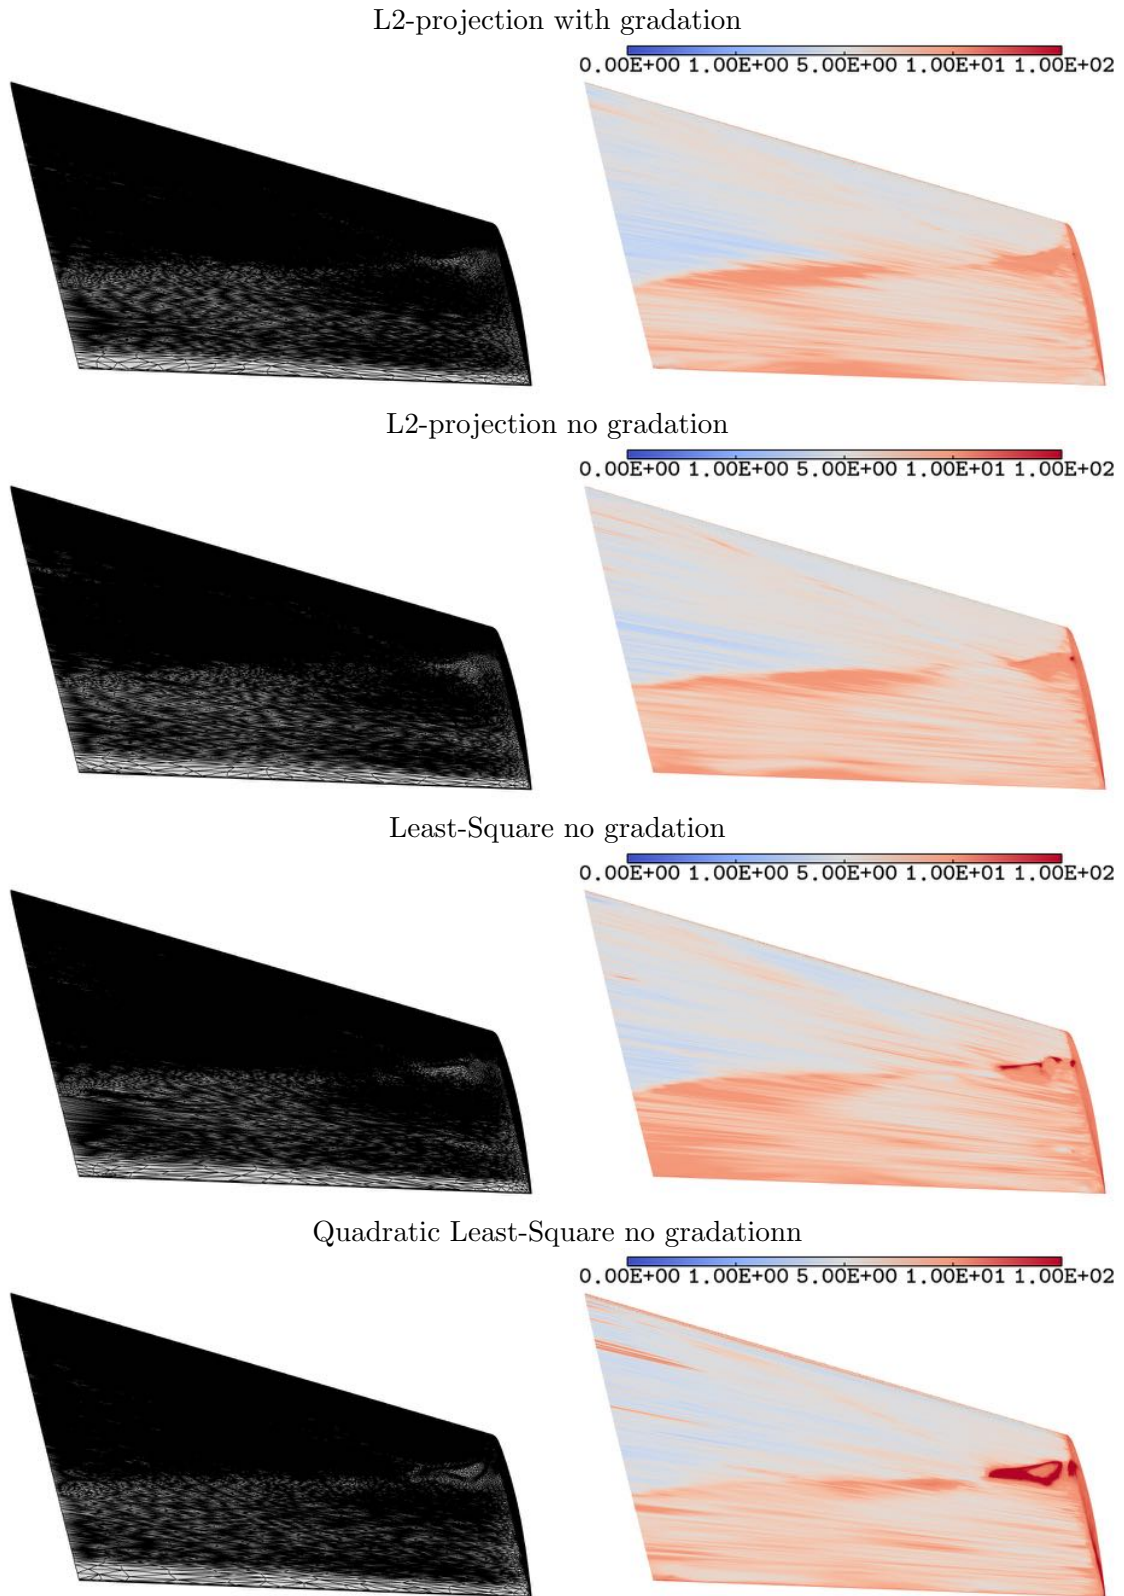 L2-projection with gradation
0.00E+00 1.00E+00 5.00E+00 1.00E+01 1.00E+02
L2-projection no gradation
0.00E+00 1.00E+00 5.00E+00 1.00E+01 1.00E+02
Least-Square no gradation
0.00E+00 1.00E+00 5.00E+00 1.00E+01 1.00E+02
Quadratic Least-Square no gradationn
0.00E+00 1.00E+00 5.00E+00 1.00E+01 1.00E+02